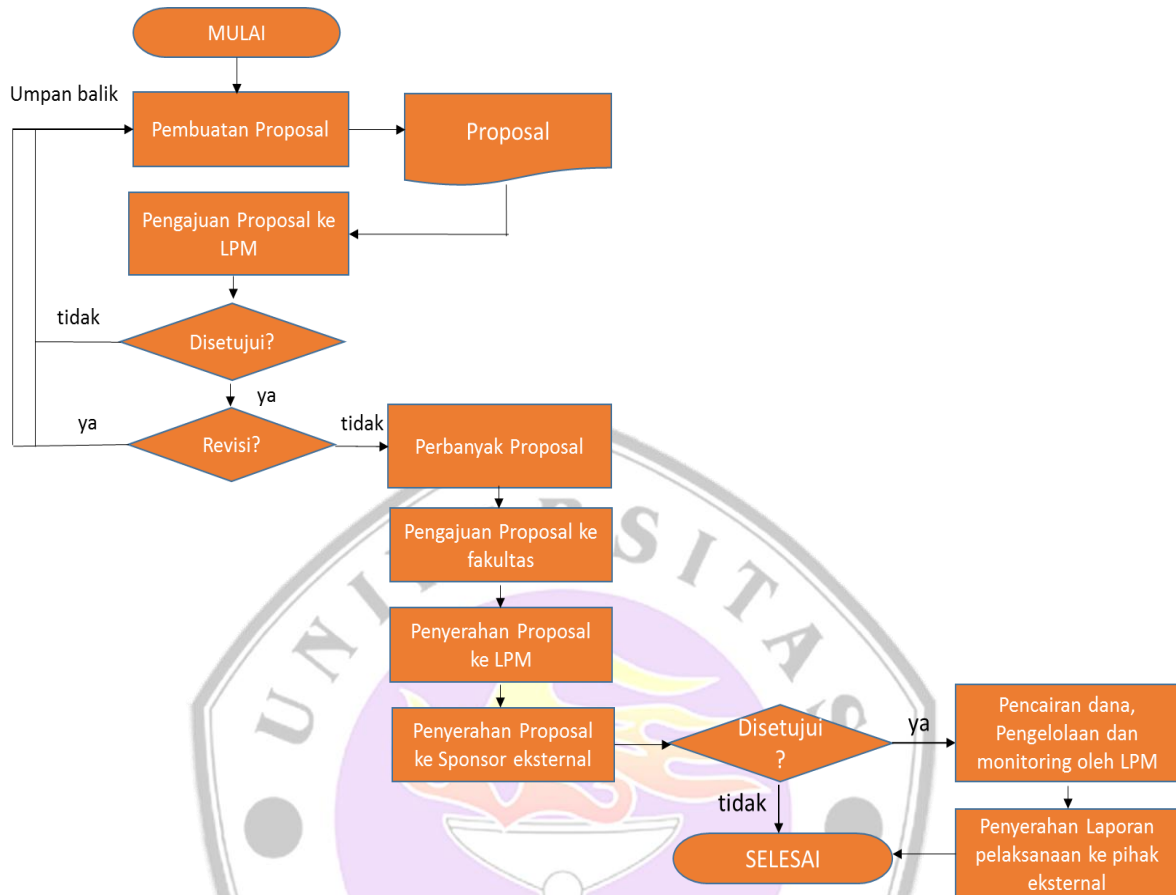 MULAI
Umpan balik
Pembuatan Proposal
Proposal
Pengajuan Proposal ke
LPM
tidak
Disetujui?
ya
ya
Revisi?
tidak
Perbanyak Proposal
Pengajuan Proposal ke
fakultas
Penyerahan Proposal
ke LPM
Penyerahan Proposal
ke Sponsor eksternal
Disetujui
?
ya
Pencairan dana,
Pengelolaan dan
monitoring oleh LPM
tidak
SELESAI
Penyerahan Laporan
pelaksanaan ke pihak
eksternal